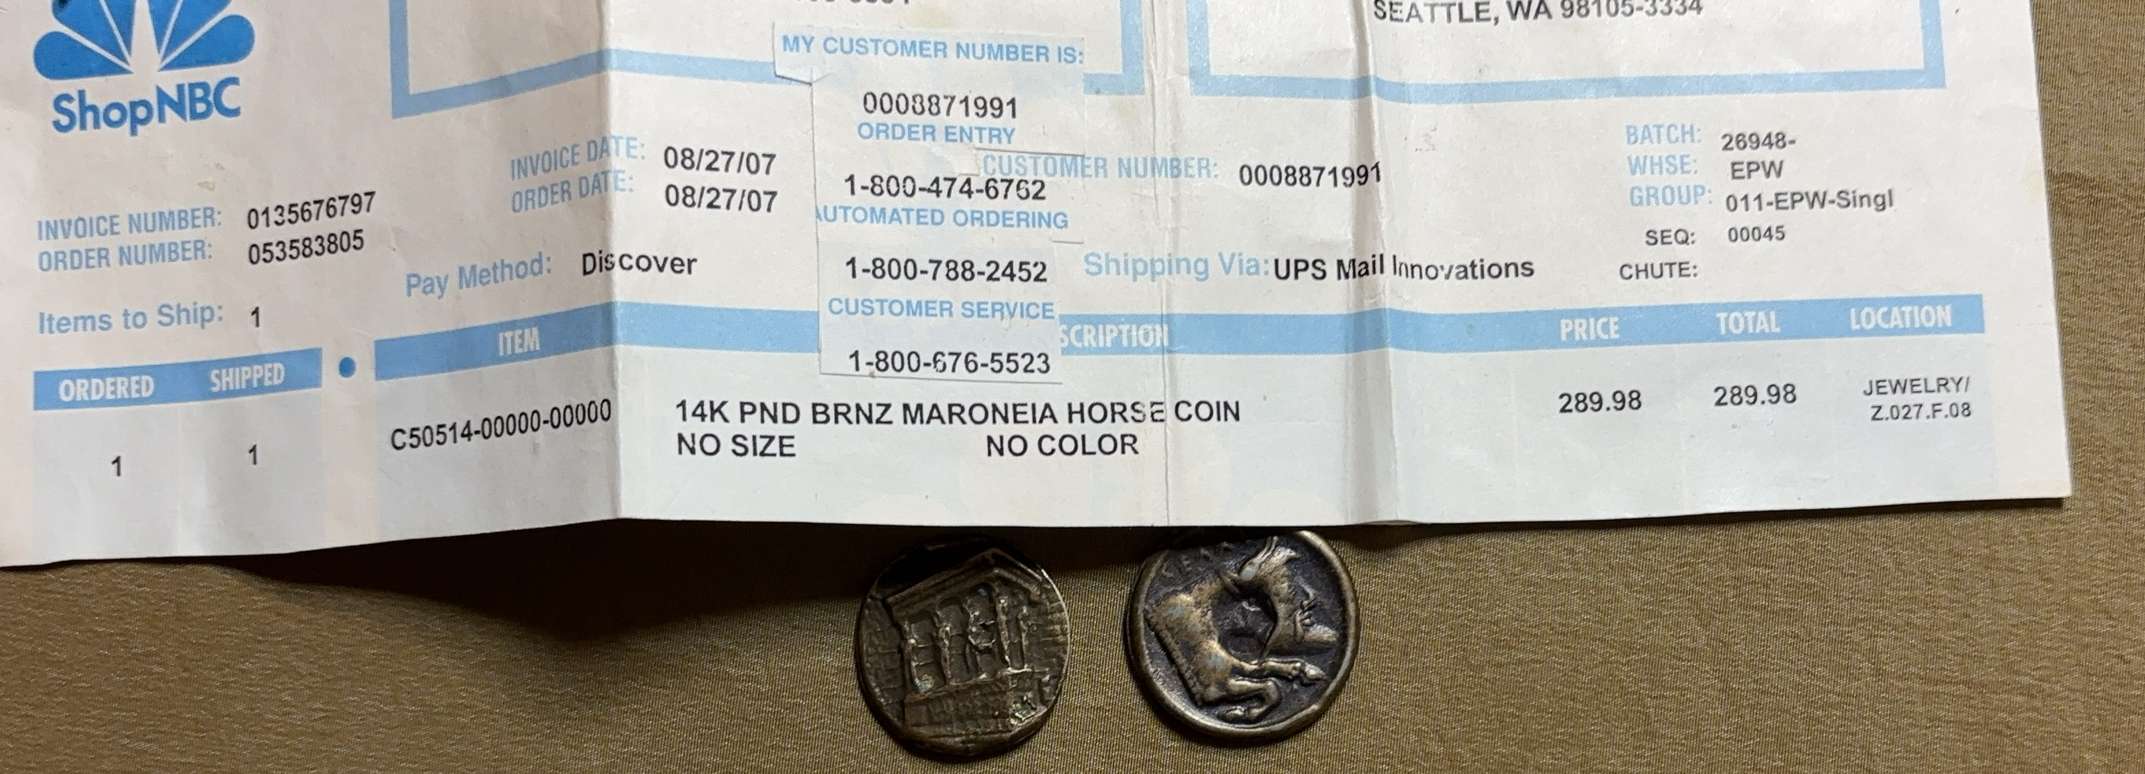 SEATTLE, WA 98105-3334
ShopNBC
MY CUSTOMER NUMBER IS:
0008871991
ORDER ENTRY
1-800-474-6762
AUTOMATED ORDERING
1-800-788-2452
CUSTOMER SERVICE
1-800-676-5523
INVOICE DATE: 08/27/07
ORDER DATE: 08/27/07
CUSTOMER NUMBER: 0008871991
BATCH: 26948-
WHSE: EPW
GROUP: 011-EPW-Singl
SEQ: 00045
CHUTE:
INVOICE NUMBER: 0135676797
ORDER NUMBER: 053583805
Pay Method: Discover
Shipping Via: UPS Mail Innovations
Items to Ship: 1
ORDERED SHIPPED ITEM SCRIPTION PRICE TOTAL LOCATION
1 1 C50514-00000-00000 14K PND BRNZ MARONEIA HORSE COIN 289.98 289.98 JEWELRY/
NO SIZE NO COLOR Z.027.F.08